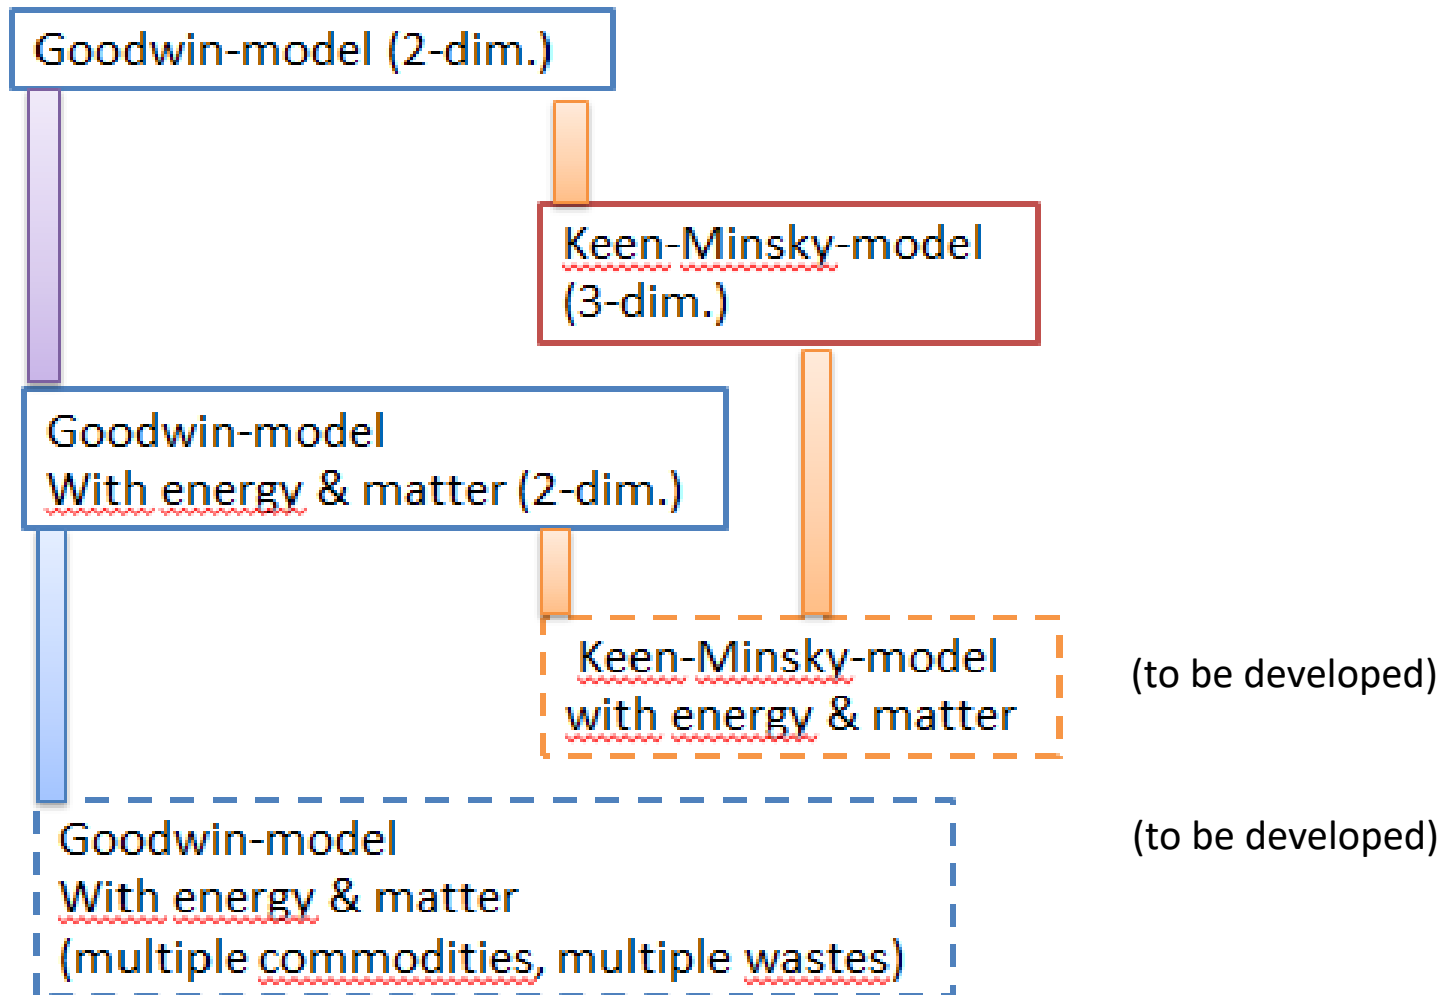 Goodwin-model (2-dim.)
Keen-Minsky-model
(3-dim.)
Goodwin-model
With energy & matter (2-dim.)
Keen-Minsky-model
with energy & matter
(to be developed)
Goodwin-model
With energy & matter
(multiple commodities, multiple wastes)
(to be developed)